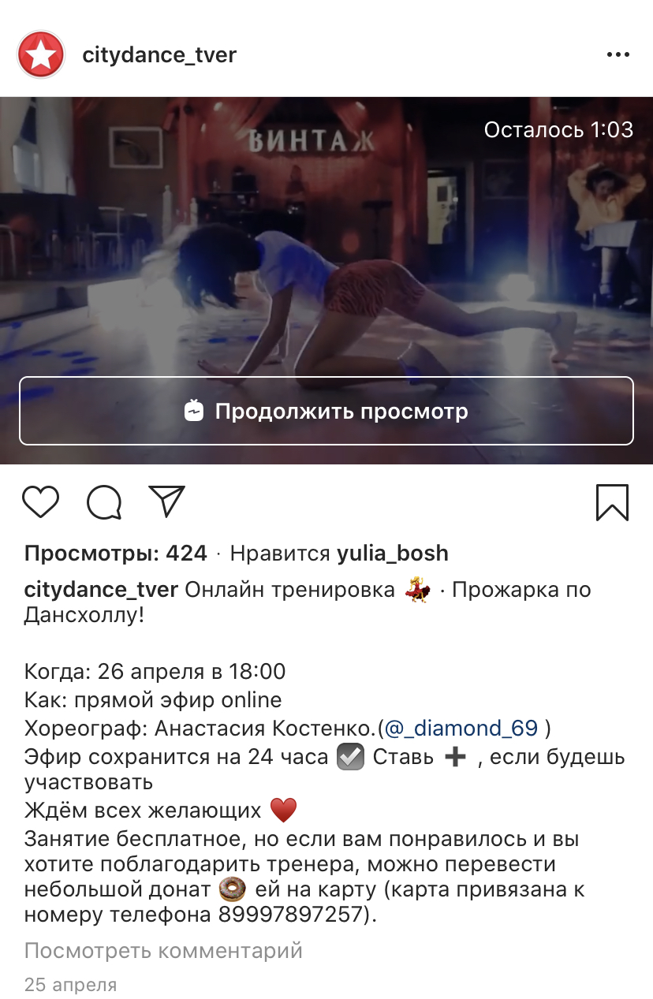 citydance_tver
Осталось 1:03
ВИНТАЖ
Продолжить просмотр
Просмотры: 424 · Нравится yulia_bosh
citydance_tver Онлайн тренировка 💃 · Прожарка по
Дансхоллу!
Когда: 26 апреля в 18:00
Как: прямой эфир online
Хореограф: Анастасия Костенко.(@_diamond_69 )
Эфир сохранится на 24 часа ☑️ Ставь ➕ , если будешь
участвовать
Ждём всех желающих ♥️
Занятие бесплатное, но если вам понравилось и вы
хотите поблагодарить тренера, можно перевести
небольшой донат 🍩 ей на карту (карта привязана к
номеру телефона 89997897257).
Посмотреть комментарий
25 апреля